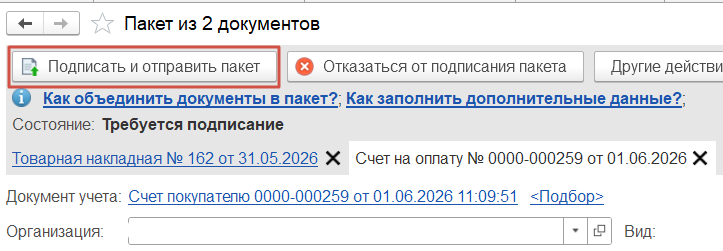 Пакет из 2 документов
Подписать и отправить пакет Отказаться от подписания пакета Другие действи
Как объединить документы в пакет?; Как заполнить дополнительные данные?;
Состояние: Требуется подписание
Товарная накладная № 162 от 31.05.2026 Счет на оплату № 0000-000259 от 01.06.2026
Документ учета: Счет покупателю 0000-000259 от 01.06.2026 11:09:51 <Подбор>
Организация: Вид: